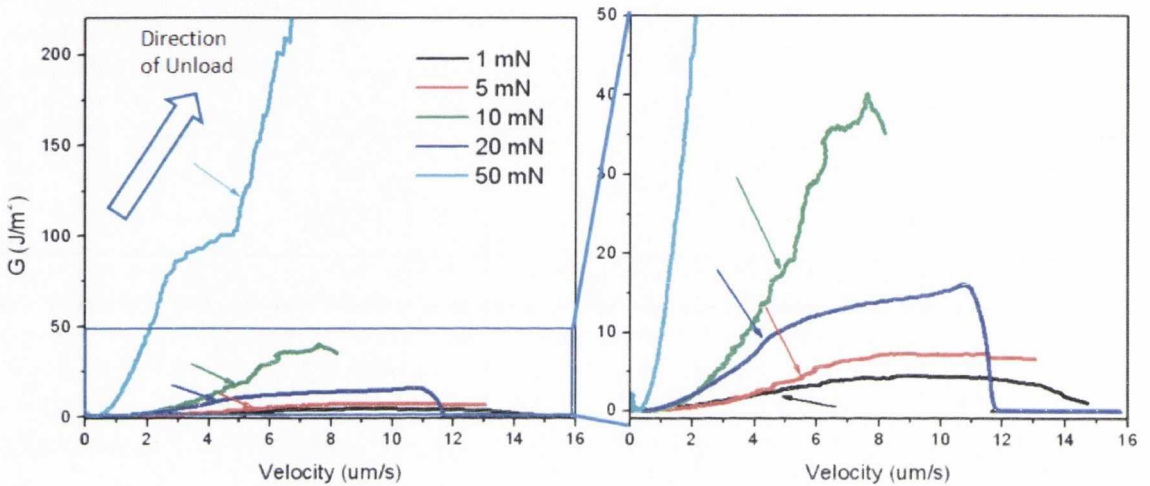 Direction
of Unload
1 mN
5 mN
10 mN
20 mN
50 mN
G (J/m²)
200
150
100
50
0
0 2 4 6 8 10 12 14 16
Velocity (um/s)
50
40
30
20
10
0
0 2 4 6 8 10 12 14 16
Velocity (um/s)